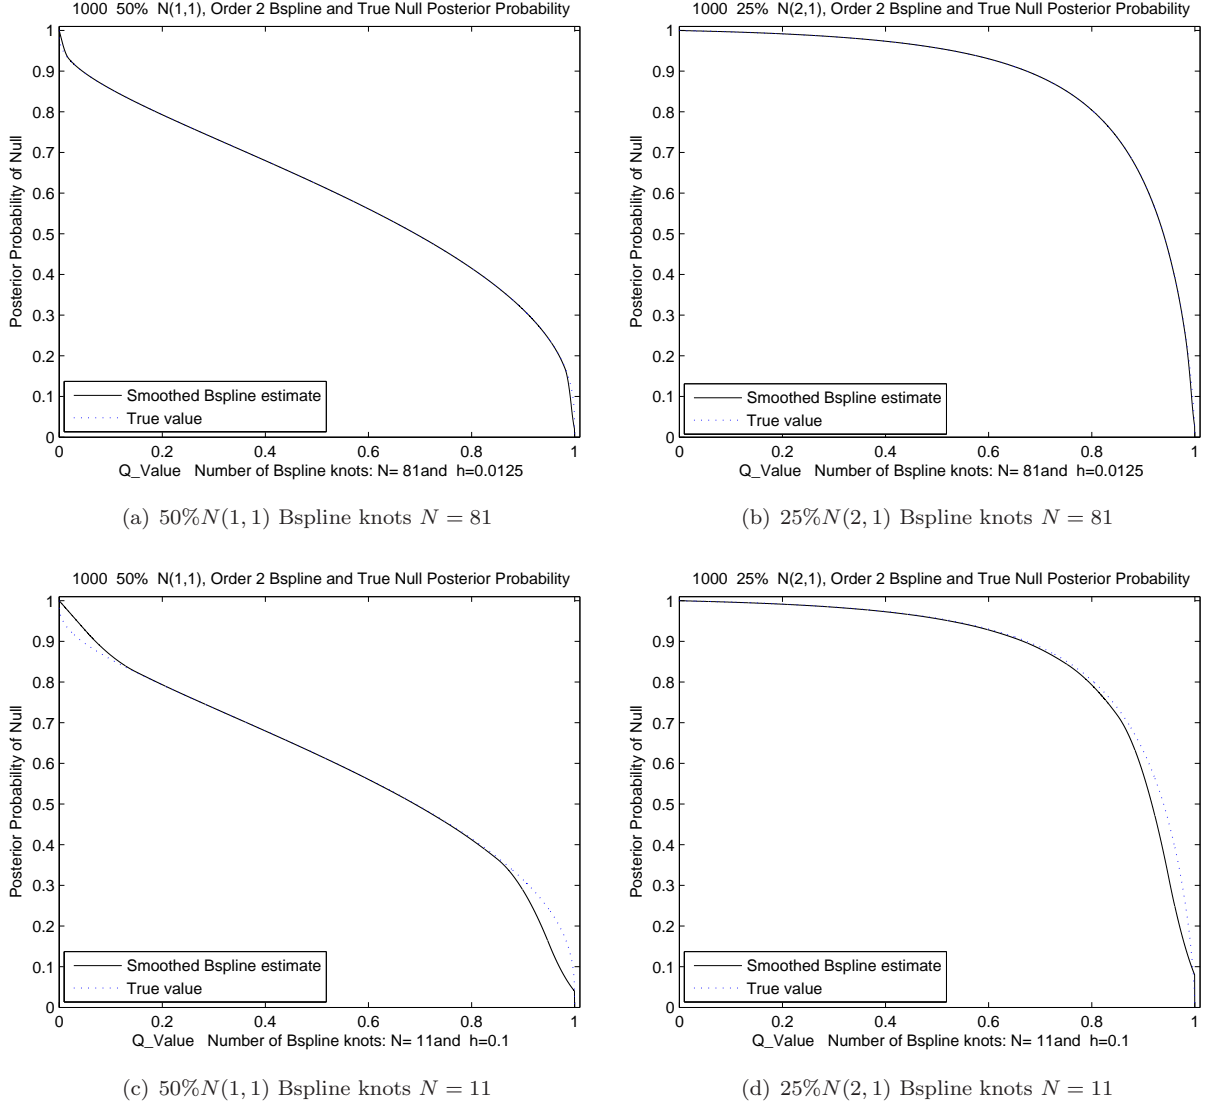 1000 50% N(1,1), Order 2 Bspline and True Null Posterior Probability
1
0.9
0.8
0.7
0.6
0.5
0.4
0.3
0.2
0.1
0
Posterior Probability of Null
Smoothed Bspline estimate
True value
0 0.2 0.4 0.6 0.8 1
Q_Value Number of Bspline knots: N= 81and h=0.0125
(a) 50%N(1, 1) Bspline knots N = 81
1000 25% N(2,1), Order 2 Bspline and True Null Posterior Probability
1
0.9
0.8
0.7
0.6
0.5
0.4
0.3
0.2
0.1
0
Posterior Probability of Null
Smoothed Bspline estimate
True value
0 0.2 0.4 0.6 0.8 1
Q_Value Number of Bspline knots: N= 81and h=0.0125
(b) 25%N(2, 1) Bspline knots N = 81
1000 50% N(1,1), Order 2 Bspline and True Null Posterior Probability
1
0.9
0.8
0.7
0.6
0.5
0.4
0.3
0.2
0.1
0
Posterior Probability of Null
Smoothed Bspline estimate
True value
0 0.2 0.4 0.6 0.8 1
Q_Value Number of Bspline knots: N= 11and h=0.1
(c) 50%N(1, 1) Bspline knots N = 11
1000 25% N(2,1), Order 2 Bspline and True Null Posterior Probability
1
0.9
0.8
0.7
0.6
0.5
0.4
0.3
0.2
0.1
0
Posterior Probability of Null
Smoothed Bspline estimate
True value
0 0.2 0.4 0.6 0.8 1
Q_Value Number of Bspline knots: N= 11and h=0.1
(d) 25%N(2, 1) Bspline knots N = 11